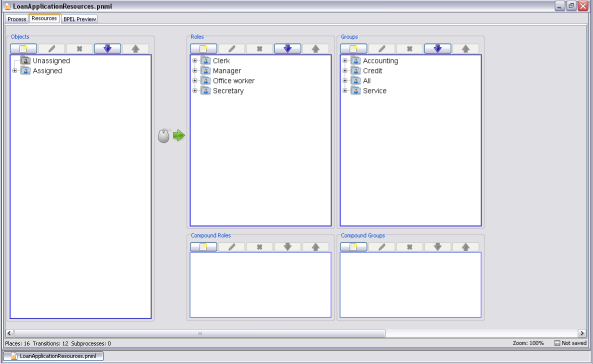 LoanApplicationResources.pnml
Process Resources BPEL Preview
Objects
Unassigned
Assigned
Roles
Clerk
Manager
Office worker
Secretary
Groups
Accounting
Credit
All
Service
Compound Roles
Compound Groups
Places: 16 Transitions: 12 Subprocesses: 0
Zoom: 100%
Not saved
LoanApplicationResources.pnml